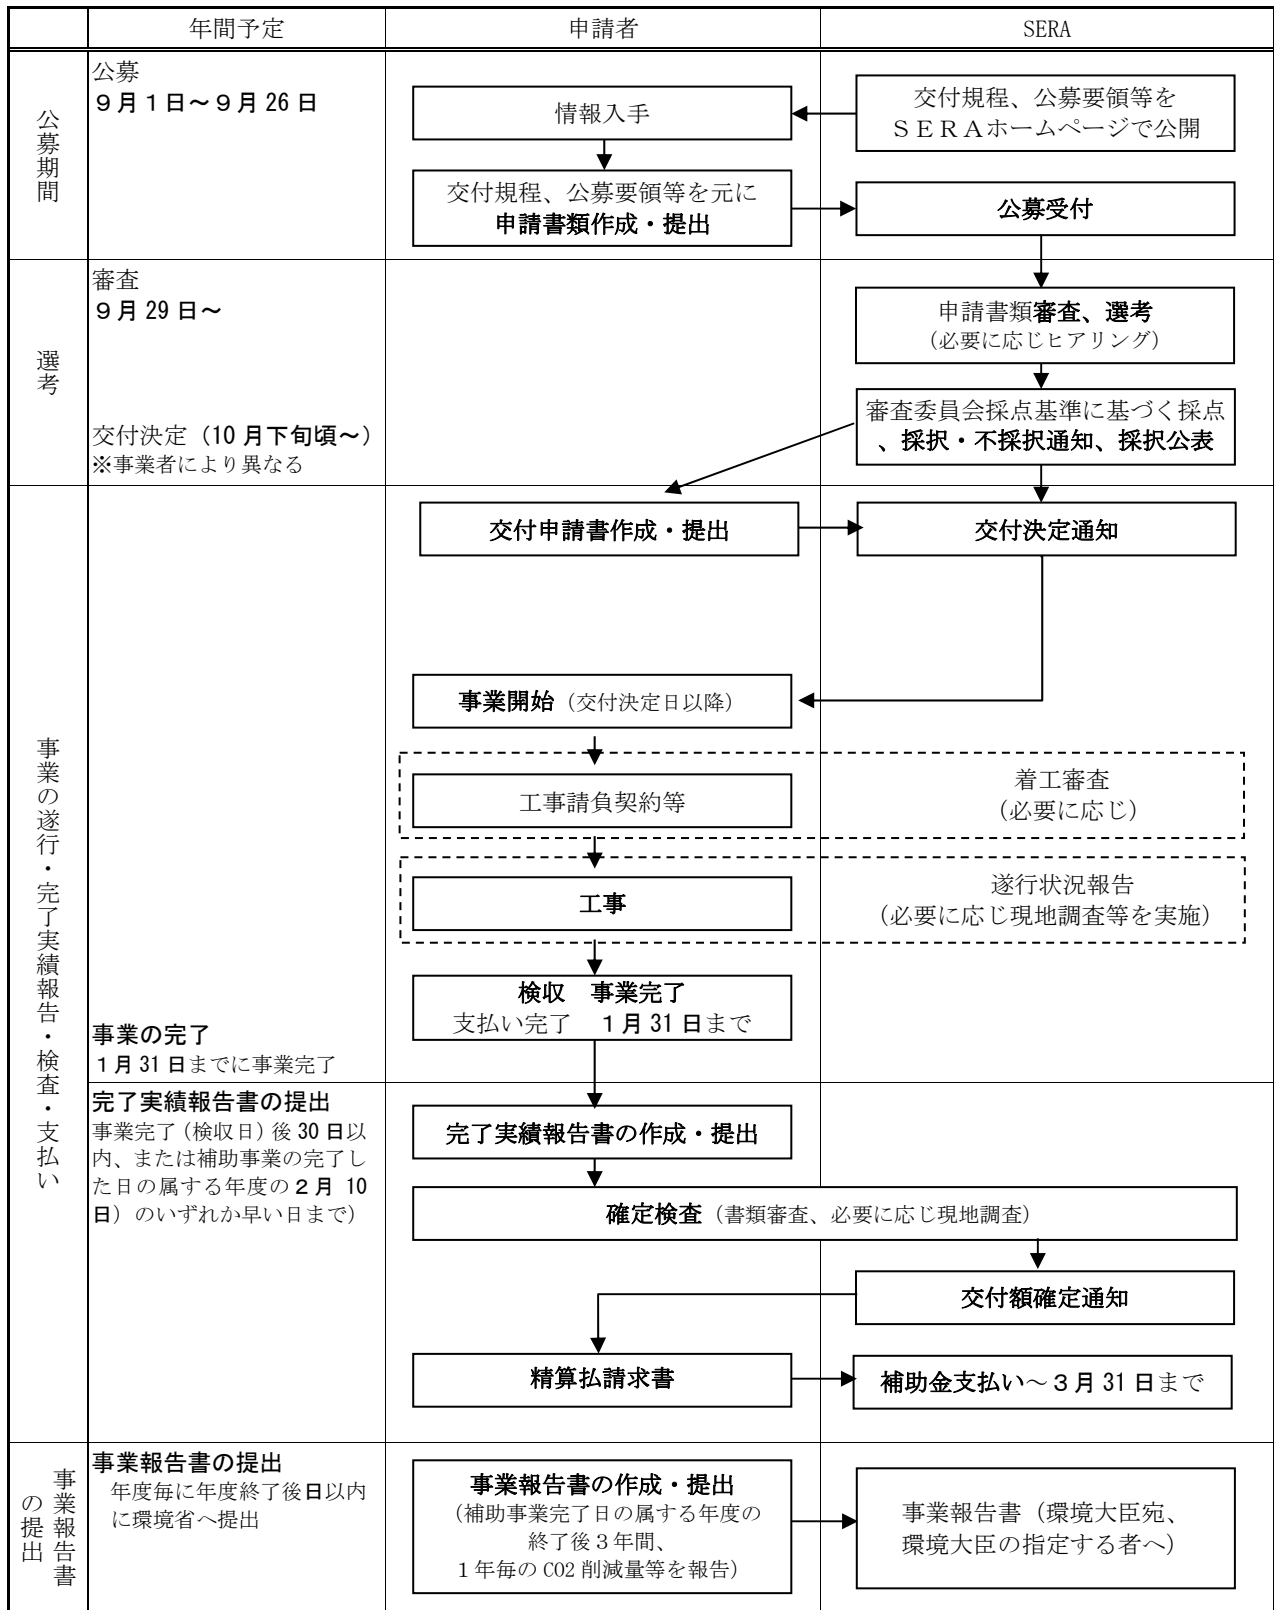 年間予定
申請者
SERA
公募期間
公募
９月１日～９月 26 日
情報入手
交付規程、公募要領等を
ＳＥＲＡホームページで公開
交付規程、公募要領等を元に
申請書類作成・提出
公募受付
選考
審査
９月 29 日～
交付決定（10 月下旬頃～）
※事業者により異なる
申請書類審査、選考
（必要に応じヒアリング）
審査委員会採点基準に基づく採点
、採択・不採択通知、採択公表
事業の遂行・完了実績報告・検査・支払い
交付申請書作成・提出
交付決定通知
事業開始（交付決定日以降）
工事請負契約等
着工審査
（必要に応じ）
工事
遂行状況報告
（必要に応じ現地調査等を実施）
検収　事業完了
支払い完了　１月 31 日まで
事業の完了
１月 31 日までに事業完了
完了実績報告書の提出
事業完了（検収日）後 30 日以
内、または補助事業の完了し
た日の属する年度の２月 10
日）のいずれか早い日まで）
完了実績報告書の作成・提出
確定検査（書類審査、必要に応じ現地調査）
交付額確定通知
精算払請求書
補助金支払い～３月 31 日まで
事業報告書
の提出
事業報告書の提出
年度毎に年度終了後日以内
に環境省へ提出
事業報告書の作成・提出
（補助事業完了日の属する年度の
終了後３年間、
１年毎の CO2 削減量等を報告）
事業報告書（環境大臣宛、
環境大臣の指定する者へ）